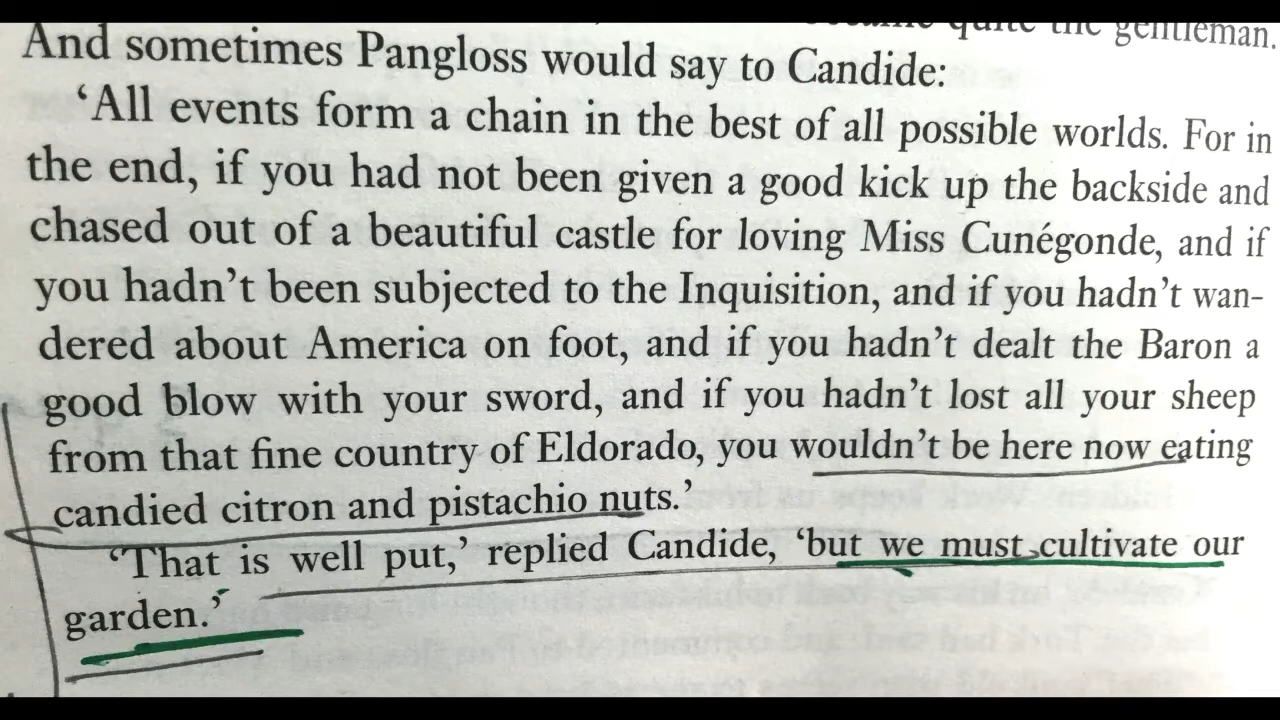 became quite the gentleman.
And sometimes Pangloss would say to Candide:
‘All events form a chain in the best of all possible worlds. For in
the end, if you had not been given a good kick up the backside and
chased out of a beautiful castle for loving Miss Cunégonde, and if
you hadn’t been subjected to the Inquisition, and if you hadn’t wan-
dered about America on foot, and if you hadn’t dealt the Baron a
good blow with your sword, and if you hadn’t lost all your sheep
from that fine country of Eldorado, you wouldn’t be here now eating
candied citron and pistachio nuts.’
‘That is well put,’ replied Candide, ‘but we must cultivate our
garden.’